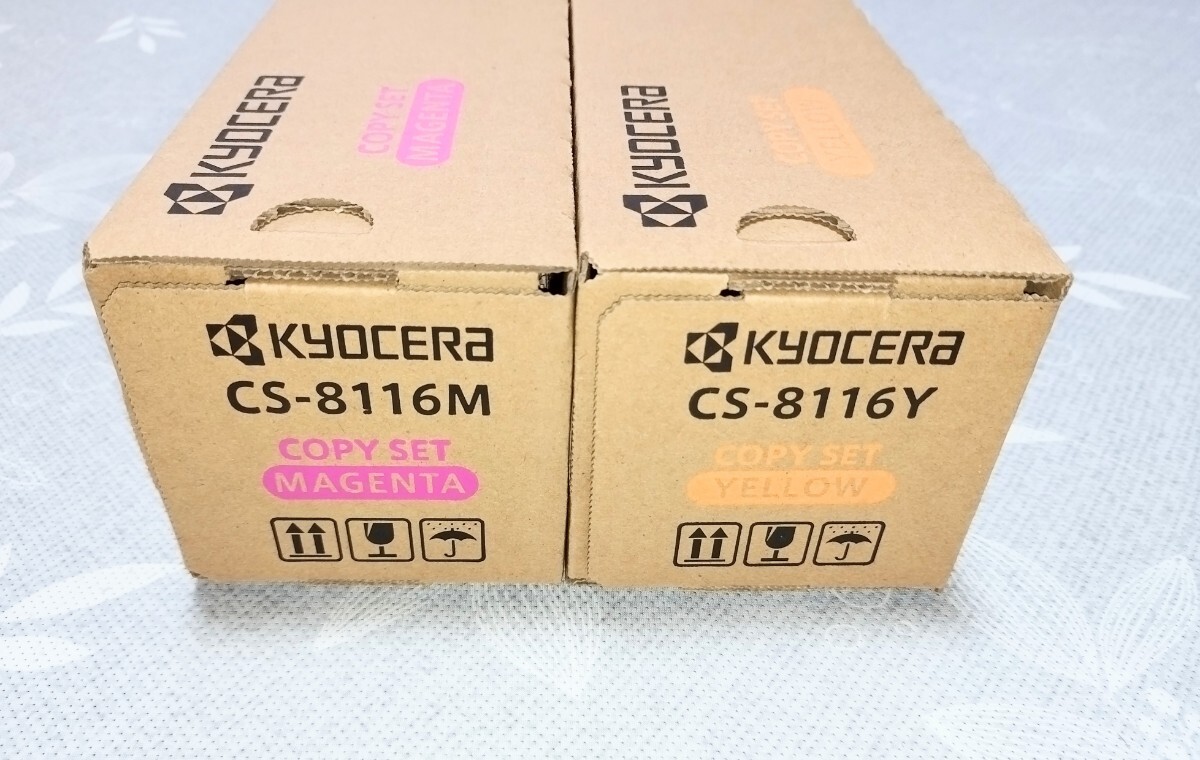 KYOCERA
COPY SET
MAGENTA
KYOCERA
COPY SET
YELLOW
KYOCERA
CS-8116M
COPY SET
MAGENTA
KYOCERA
CS-8116Y
COPY SET
YELLOW